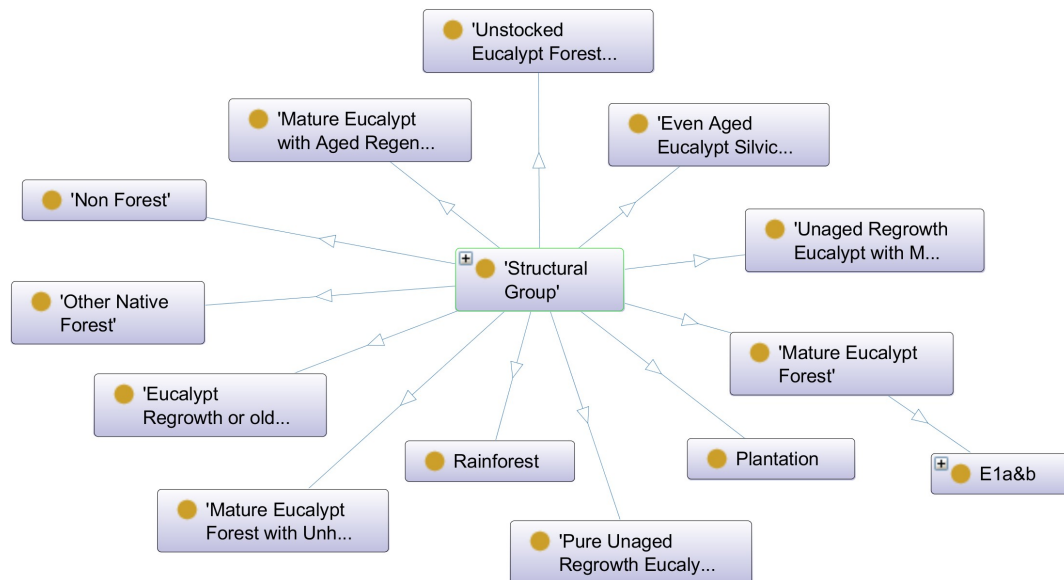 'Unstocked
Eucalypt Forest...
'Mature Eucalypt
with Aged Regen...
'Even Aged
Eucalypt Silvic...
'Non Forest'
'Unaged Regrowth
Eucalypt with M...
'Structural
Group'
'Other Native
Forest'
'Mature Eucalypt
Forest'
'Eucalypt
Regrowth or old...
Rainforest
Plantation
E1a&b
'Mature Eucalypt
Forest with Unh...
'Pure Unaged
Regrowth Eucaly...